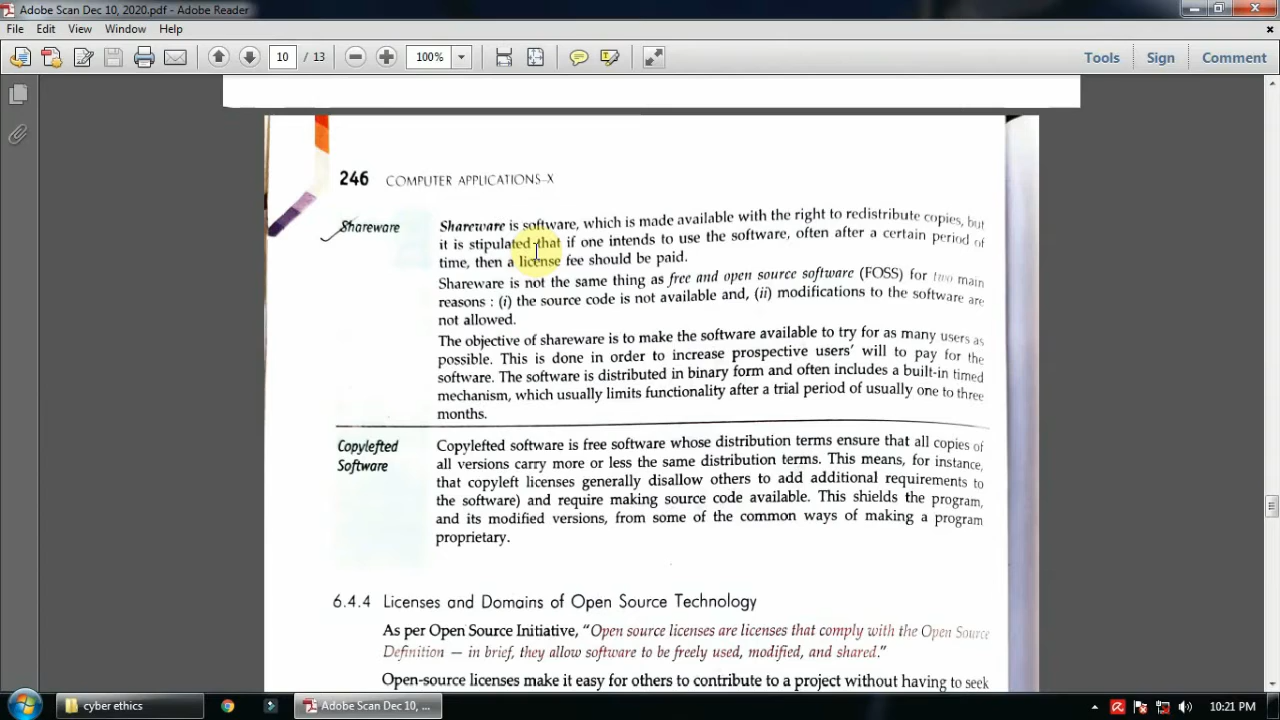 Adobe Scan Dec 10, 2020.pdf - Adobe Reader
File Edit View Window Help
10 / 13 100% Tools Sign Comment
246 COMPUTER APPLICATIONS–X
Shareware
Shareware is software, which is made available with the right to redistribute copies, but
it is stipulated that if one intends to use the software, often after a certain period of
time, then a license fee should be paid.
Shareware is not the same thing as free and open source software (FOSS) for two main
reasons : (i) the source code is not available and, (ii) modifications to the software are
not allowed.
The objective of shareware is to make the software available to try for as many users as
possible. This is done in order to increase prospective users' will to pay for the
software. The software is distributed in binary form and often includes a built-in timed
mechanism, which usually limits functionality after a trial period of usually one to three
months.
Copylefted
Software
Copylefted software is free software whose distribution terms ensure that all copies of
all versions carry more or less the same distribution terms. This means, for instance,
that copyleft licenses generally disallow others to add additional requirements to
the software) and require making source code available. This shields the program,
and its modified versions, from some of the common ways of making a program
proprietary.
6.4.4 Licenses and Domains of Open Source Technology
As per Open Source Initiative, “Open source licenses are licenses that comply with the Open Source
Definition — in brief, they allow software to be freely used, modified, and shared.”
Open-source licenses make it easy for others to contribute to a project without having to seek
cyber ethics
Adobe Scan Dec 10, ...
10:21 PM